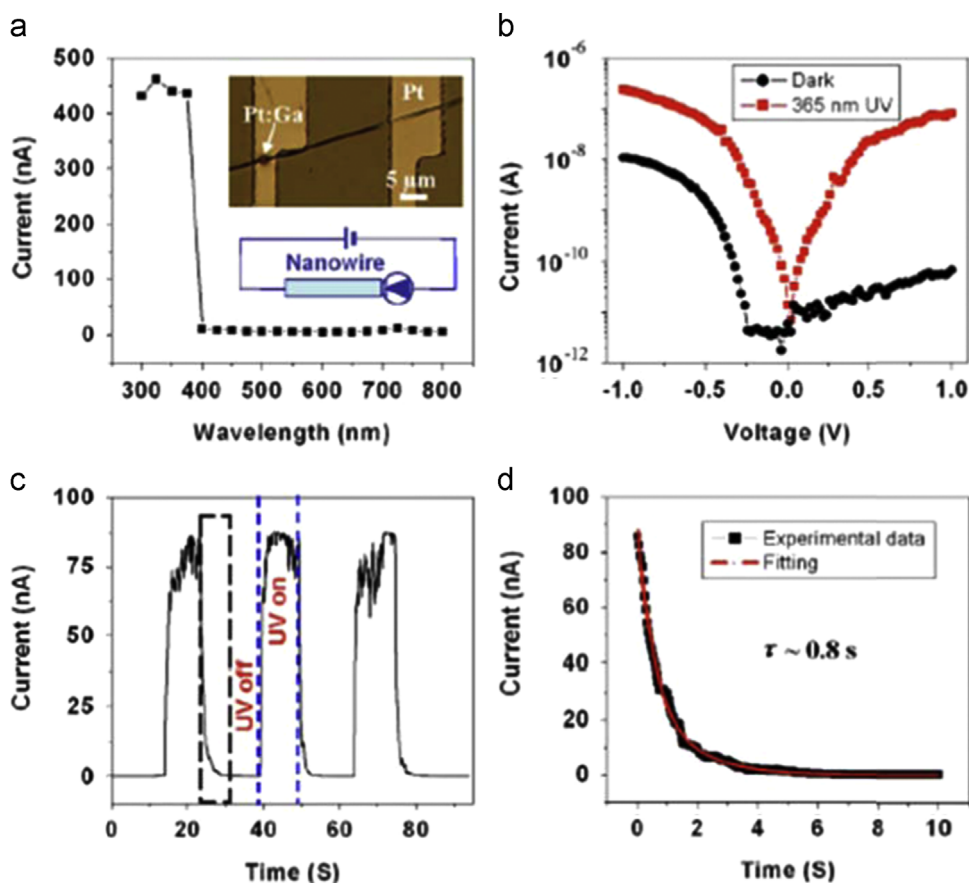 a
500
400
300
200
100
0
Current (nA)
300 400 500 600 700 800
Wavelength (nm)
Pt:Ga
Pt
5 μm
Nanowire
b
10⁻⁶
10⁻⁸
10⁻¹⁰
10⁻¹²
Current (A)
Dark
365 nm UV
-1.0 -0.5 0.0 0.5 1.0
Voltage (V)
c
100
75
50
25
0
Current (nA)
UV off
UV on
0 20 40 60 80
Time (S)
d
100
80
60
40
20
0
Current (nA)
Experimental data
Fitting
τ ~ 0.8 s
0 2 4 6 8 10
Time (S)